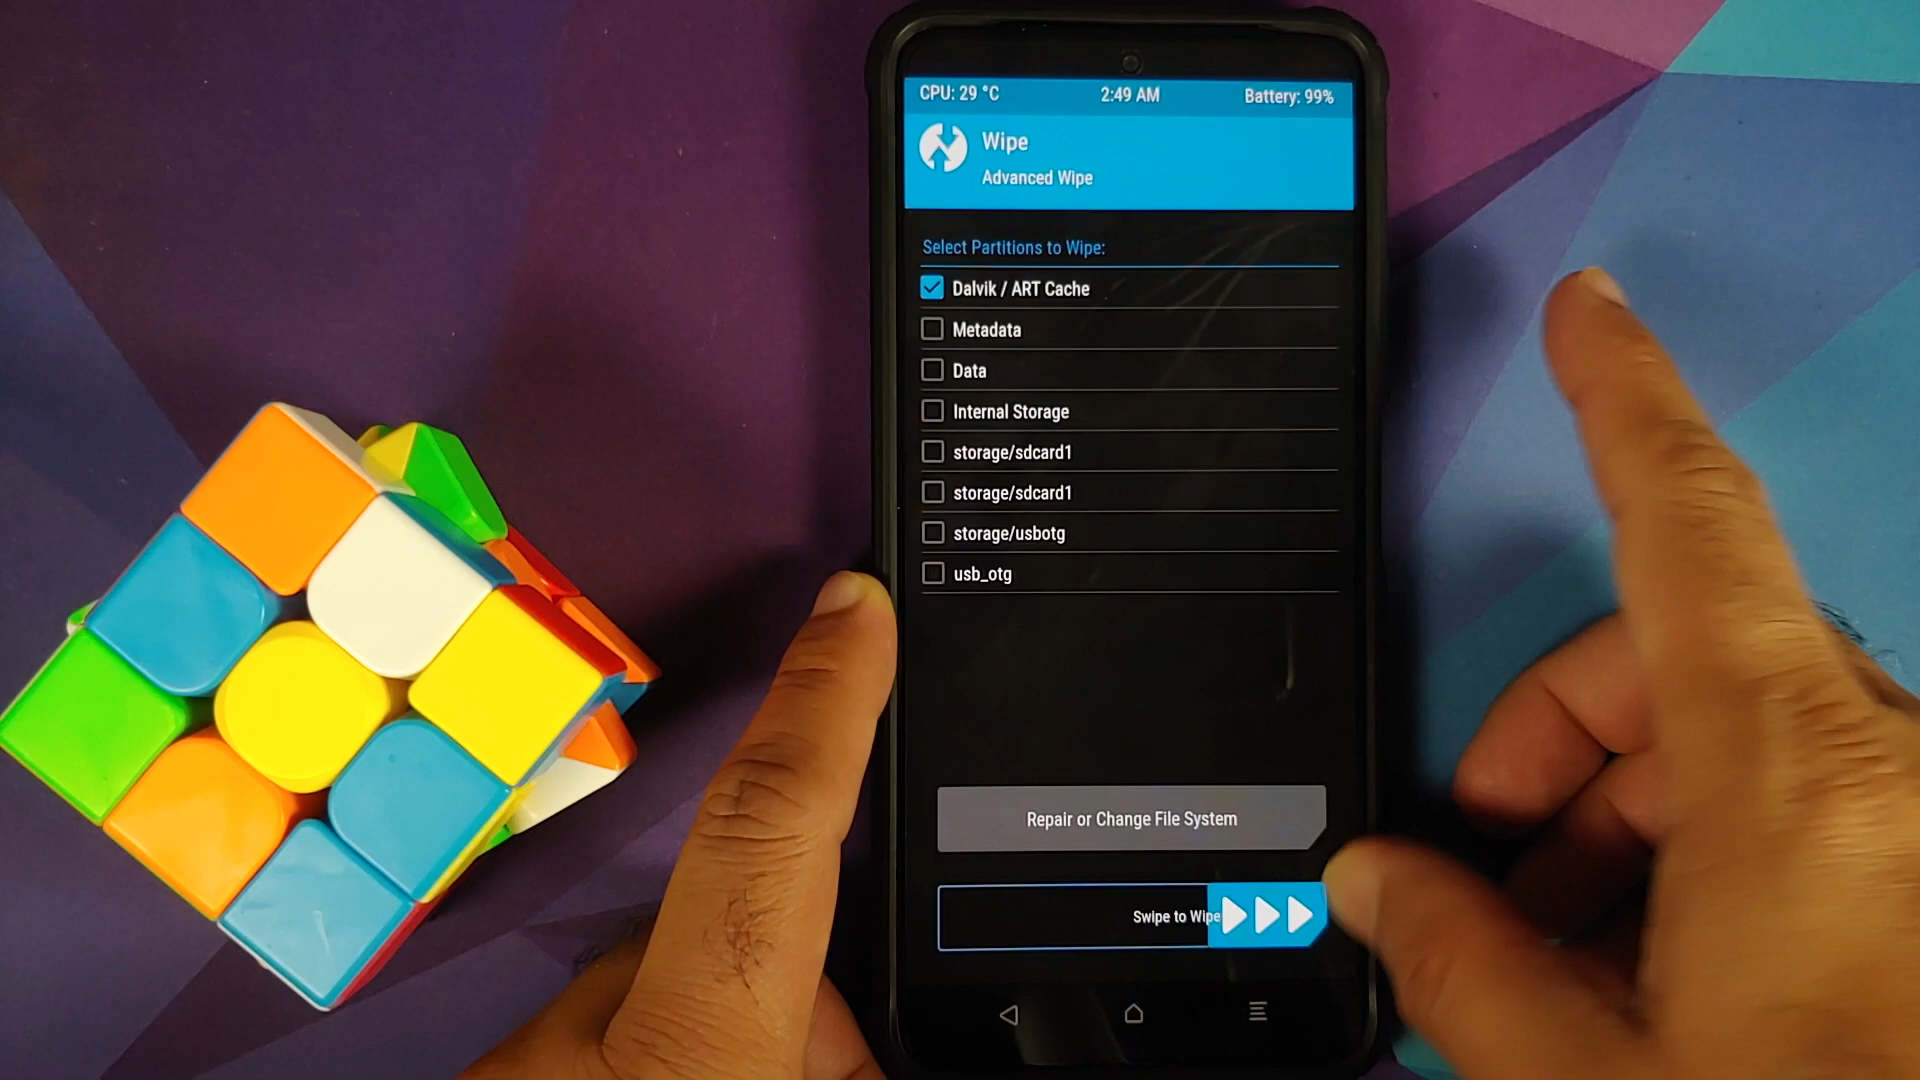 CPU: 29 °C 2:49 AM Battery: 99%
Wipe
Advanced Wipe
Select Partitions to Wipe:
Dalvik / ART Cache
Metadata
Data
Internal Storage
storage/sdcard1
storage/sdcard1
storage/usbotg
usb_otg
Repair or Change File System
Swipe to Wipe